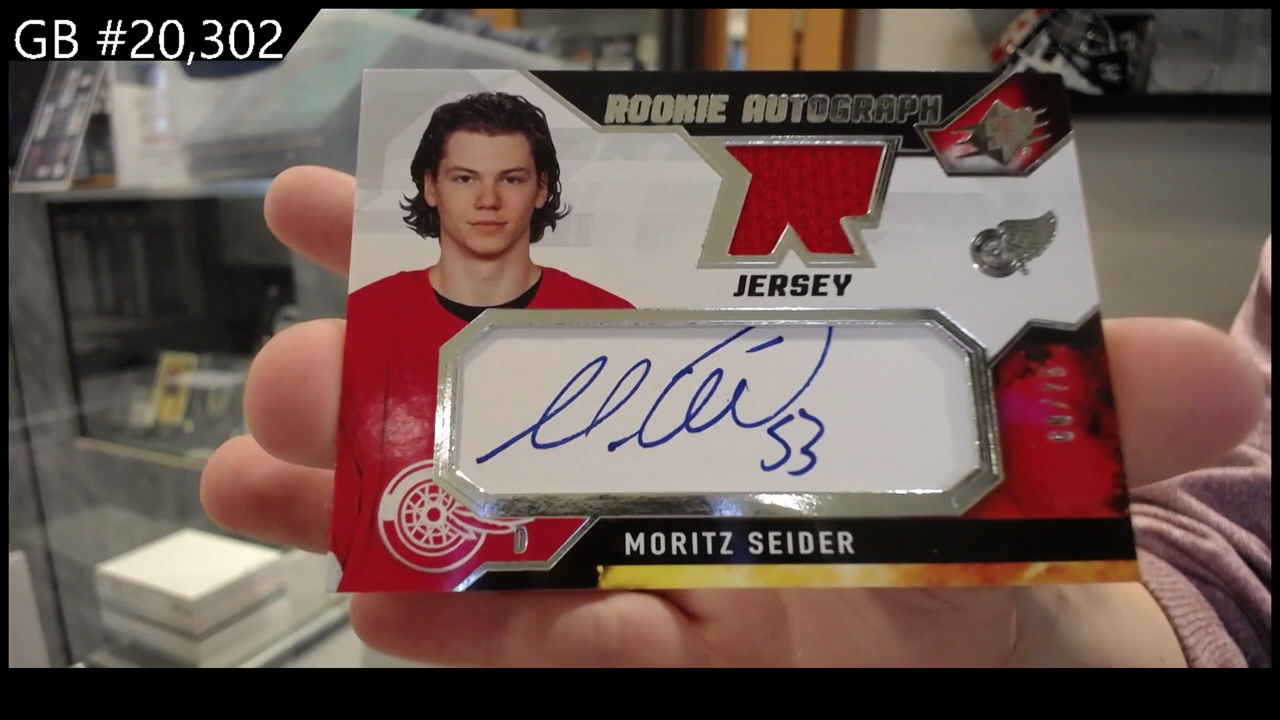 GB #20,302
ROOKIE AUTOGRAPH
JERSEY
53
D
MORITZ SEIDER